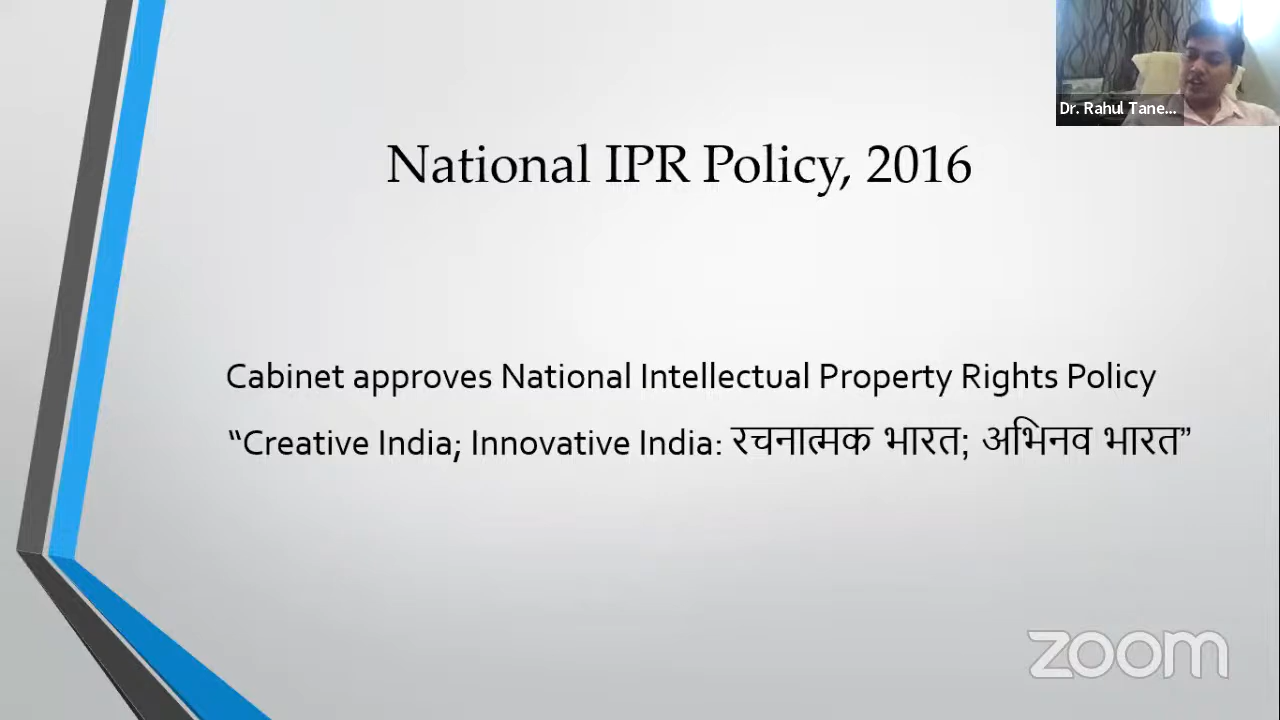 Dr. Rahul Tane...
National IPR Policy, 2016
Cabinet approves National Intellectual Property Rights Policy
“Creative India; Innovative India: रचनात्मक भारत; अभिनव भारत”
zoom